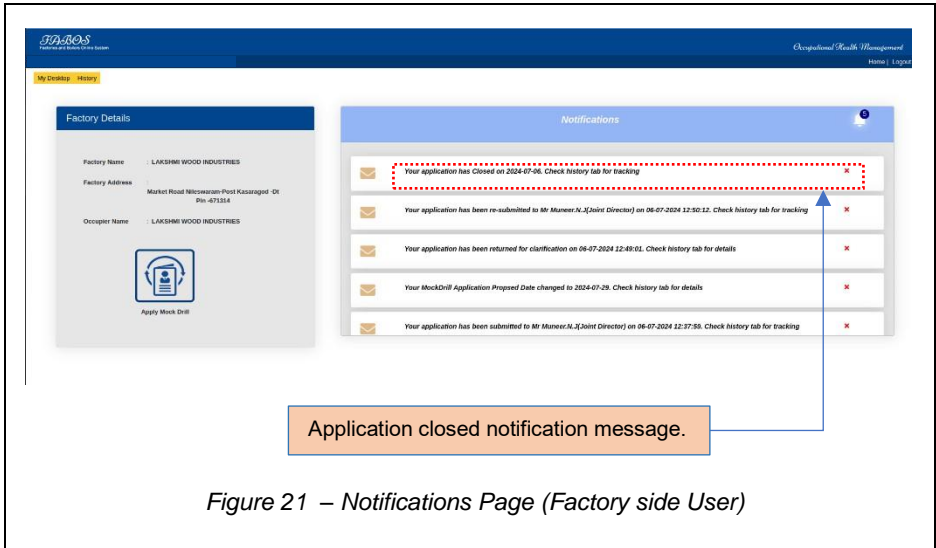 FABOS
Factories and Boilers Online System
Occupational Health Management
Home | Logout
My Desktop History
Factory Details
Factory Name : LAKSHMI WOOD INDUSTRIES
Factory Address :
Market Road Nileswaram-Post Kasaragod -Dt
Pin -671314
Occupier Name : LAKSHMI WOOD INDUSTRIES
Apply Mock Drill
Notifications
5
Your application has Closed on 2024-07-06. Check history tab for tracking
Your application has been re-submitted to Mr Muneer.N.J(Joint Director) on 06-07-2024 12:50:12. Check history tab for tracking
Your application has been returned for clarification on 06-07-2024 12:49:01. Check history tab for details
Your MockDrill Application Propsed Date changed to 2024-07-29. Check history tab for details
Your application has been submitted to Mr Muneer.N.J(Joint Director) on 06-07-2024 12:37:59. Check history tab for tracking
Application closed notification message.
Figure 21 – Notifications Page (Factory side User)